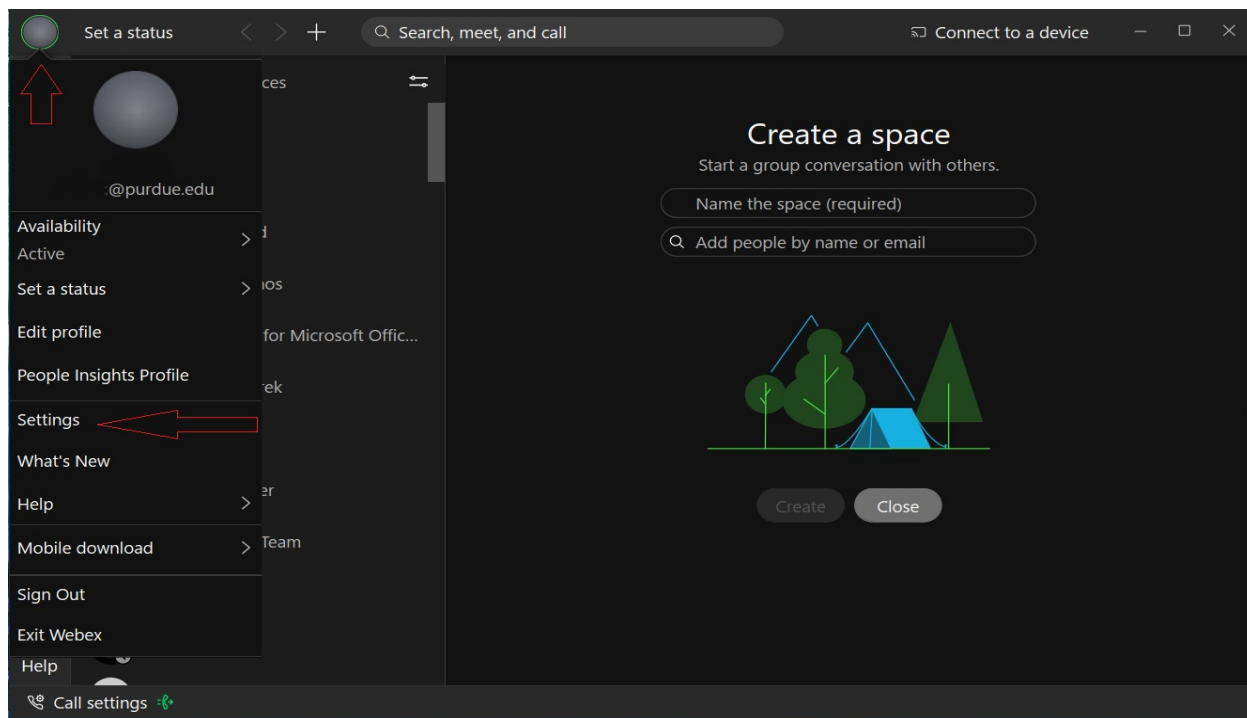 Set a status
Search, meet, and call
Connect to a device
@purdue.edu
Availability
Active
Set a status
Edit profile
People Insights Profile
Settings
What's New
Help
Mobile download
Sign Out
Exit Webex
Help
Call settings
ces
d
nos
for Microsoft Offic...
rek
er
Team
Create a space
Start a group conversation with others.
Name the space (required)
Add people by name or email
Create
Close